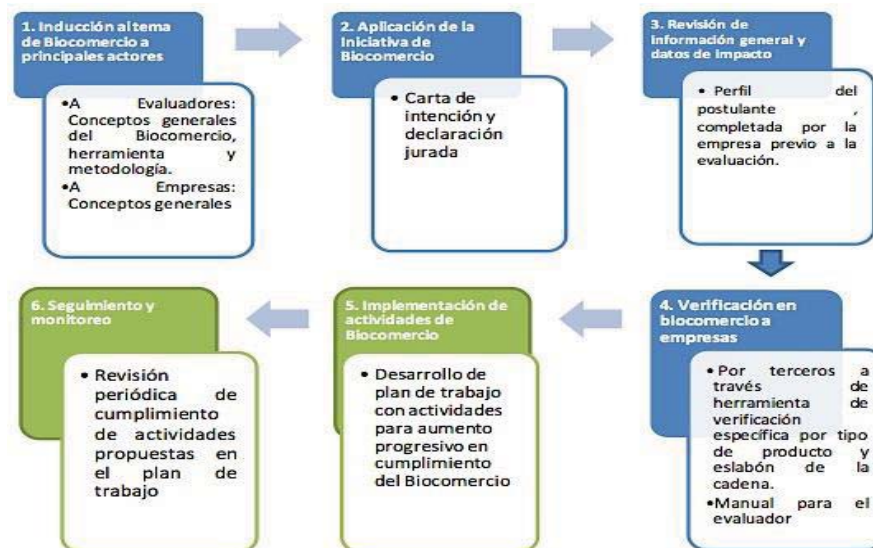 1. Inducción al tema
de Biocomercio a
principales actores
•A Evaluadores:
Conceptos generales
del Biocomercio,
herramienta y
metodología.
•A Empresas:
Conceptos generales
2. Aplicación de la
Iniciativa de
Biocomercio
• Carta de
intención y
declaración
jurada
3. Revisión de
información general y
datos de impacto
• Perfil del
postulante ,
completada por la
empresa previo a la
evaluación.
4. Verificación en
biocomercio a
empresas
•Por terceros a
través de
herramienta de
verificación
específica por tipo
de producto y
eslabón de la
cadena.
•Manual para el
evaluador
5. Implementación de
actividades de
Biocomercio
• Desarrollo de
plan de trabajo
con actividades
para aumento
progresivo en
cumplimiento
del Biocomercio
6. Seguimiento y
monitoreo
• Revisión
periódica de
cumplimiento
de actividades
propuestas en
el plan de
trabajo